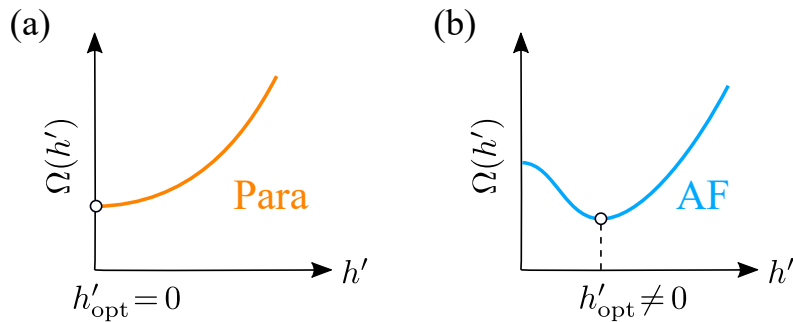 (a)
Ω(h′)
Para
h′
h′opt = 0
(b)
Ω(h′)
AF
h′
h′opt ≠ 0